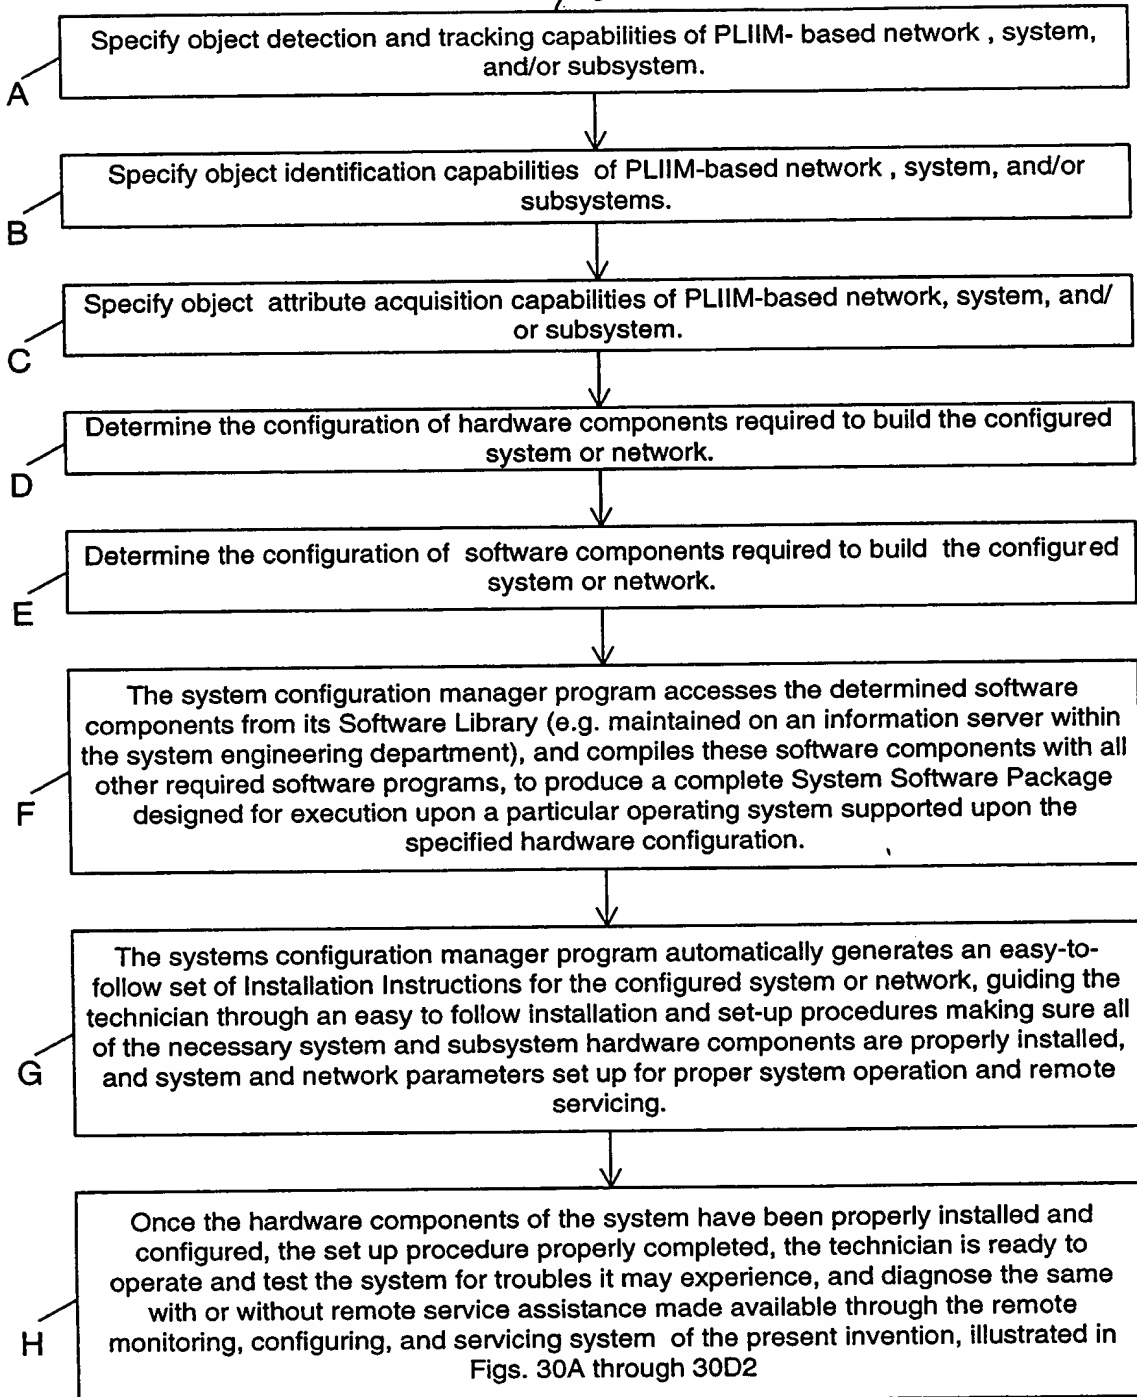 Specify object detection and tracking capabilities of PLIIM- based network , system,
and/or subsystem.
A
Specify object identification capabilities of PLIIM-based network , system, and/or
subsystems.
B
Specify object attribute acquisition capabilities of PLIIM-based network, system, and/
or subsystem.
C
Determine the configuration of hardware components required to build the configured
system or network.
D
Determine the configuration of software components required to build the configured
system or network.
E
The system configuration manager program accesses the determined software
components from its Software Library (e.g. maintained on an information server within
the system engineering department), and compiles these software components with all
other required software programs, to produce a complete System Software Package
designed for execution upon a particular operating system supported upon the
specified hardware configuration.
F
The systems configuration manager program automatically generates an easy-to-
follow set of Installation Instructions for the configured system or network, guiding the
technician through an easy to follow installation and set-up procedures making sure all
of the necessary system and subsystem hardware components are properly installed,
and system and network parameters set up for proper system operation and remote
servicing.
G
Once the hardware components of the system have been properly installed and
configured, the set up procedure properly completed, the technician is ready to
operate and test the system for troubles it may experience, and diagnose the same
with or without remote service assistance made available through the remote
monitoring, configuring, and servicing system of the present invention, illustrated in
Figs. 30A through 30D2
H